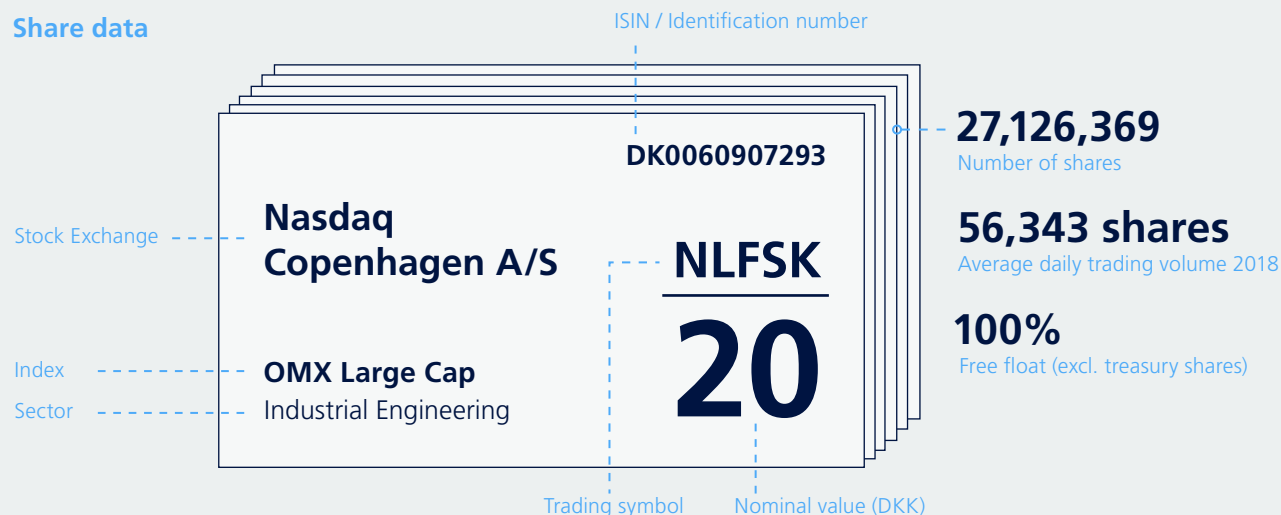 Share data
ISIN / Identification number
DK0060907293
27,126,369
Number of shares
Stock Exchange
Nasdaq
Copenhagen A/S
NLFSK
56,343 shares
Average daily trading volume 2018
20
100%
Free float (excl. treasury shares)
Index
OMX Large Cap
Sector
Industrial Engineering
Trading symbol
Nominal value (DKK)